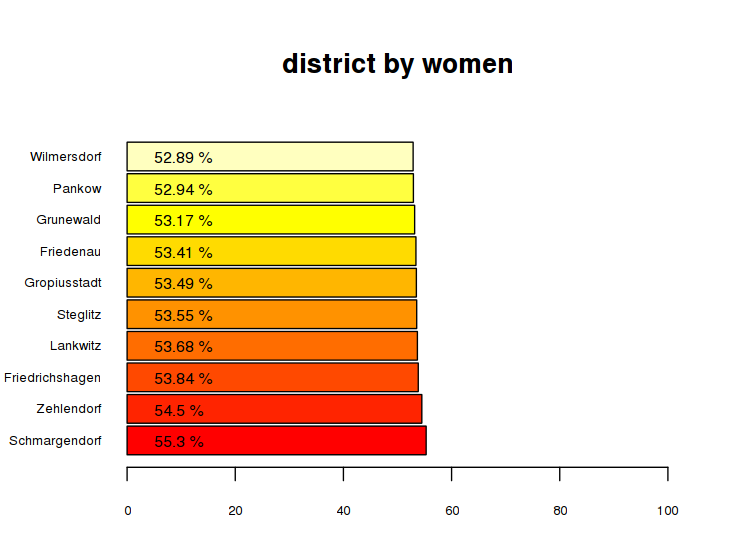 district by women
Wilmersdorf 52.89 %
Pankow 52.94 %
Grunewald 53.17 %
Friedenau 53.41 %
Gropiusstadt 53.49 %
Steglitz 53.55 %
Lankwitz 53.68 %
Friedrichshagen 53.84 %
Zehlendorf 54.5 %
Schmargendorf 55.3 %
0 20 40 60 80 100